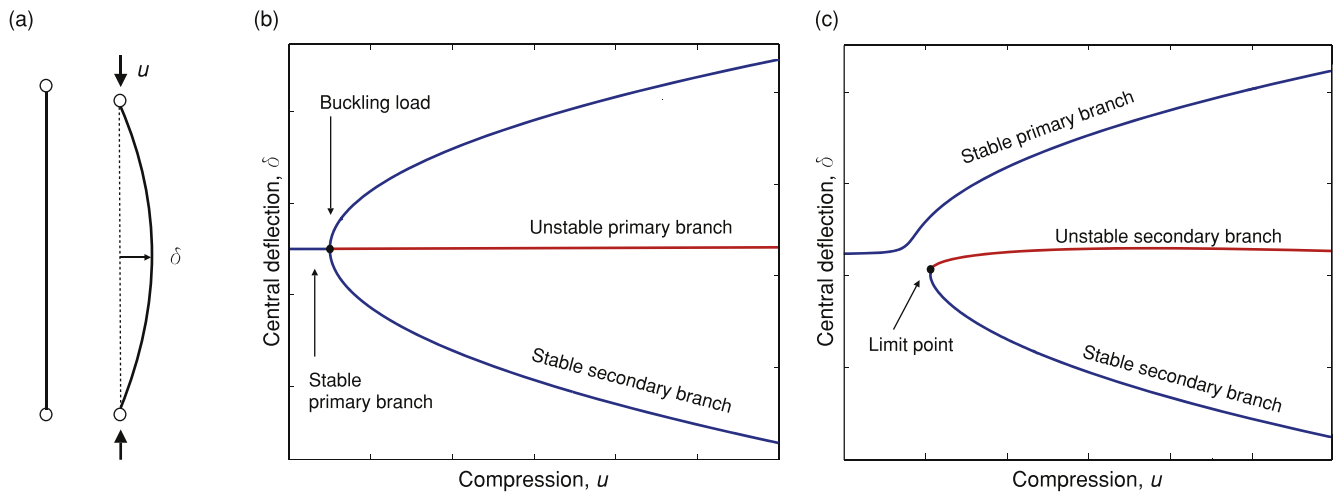 (a)
u
δ
(b)
Buckling load
Unstable primary branch
Stable
primary branch
Stable secondary branch
Central deflection, δ
Compression, u
(c)
Stable primary branch
Unstable secondary branch
Limit point
Stable secondary branch
Central deflection, δ
Compression, u